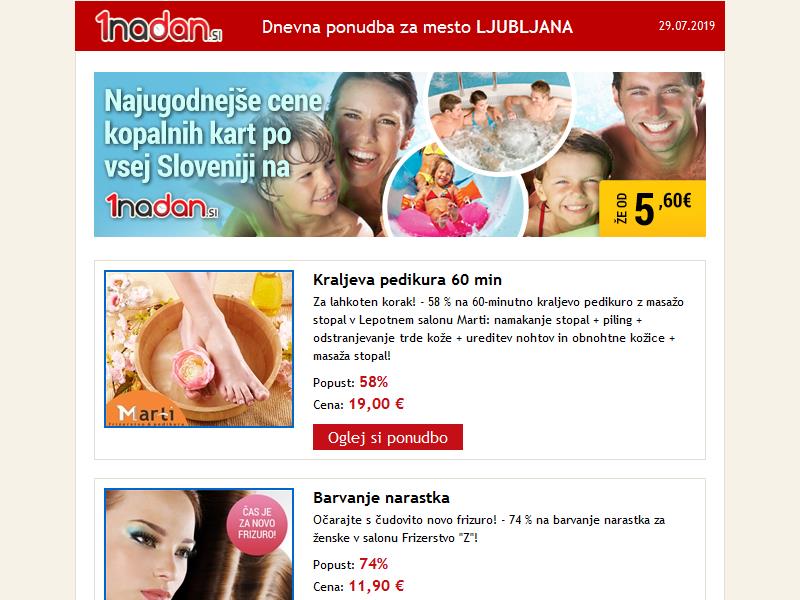 1nadan.si
Dnevna ponudba za mesto LJUBLJANA
29.07.2019
Najugodnejše cene
kopalnih kart po
vsej Sloveniji na
1nadan.si
ŽE OD
5,60€
Kraljeva pedikura 60 min
Za lahkoten korak! - 58 % na 60-minutno kraljevo pedikuro z masažo
stopal v Lepotnem salonu Marti: namakanje stopal + piling +
odstranjevanje trde kože + ureditev nohtov in obnohtne kožice +
masaža stopal!
Popust: 58%
Cena: 19,00 €
Oglej si ponudbo
Marti
Frizerstvo & pedikura
Barvanje narastka
Očarajte s čudovito novo frizuro! - 74 % na barvanje narastka za
ženske v salonu Frizerstvo "Z"!
Popust: 74%
Cena: 11,90 €
ČAS JE
ZA NOVO
FRIZURO!